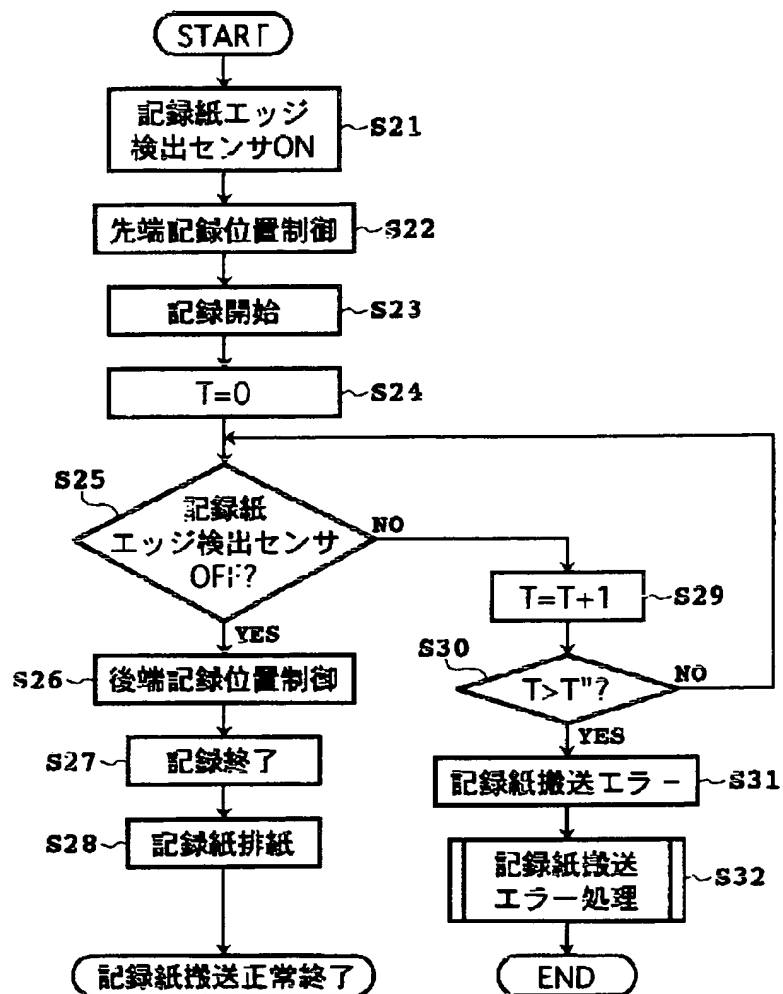 START
記録紙エッジ
検出センサON
S21
先端記録位置制御
S22
記録開始
S23
T=0
S24
S25
記録紙
エッジ検出センサ
OFF?
NO
YES
S26
後端記録位置制御
S27
記録終了
S28
記録紙排紙
記録紙搬送正常終了
T=T+1
S29
S30
T>T"?
NO
YES
記録紙搬送エラー
S31
記録紙搬送
エラー処理
S32
END